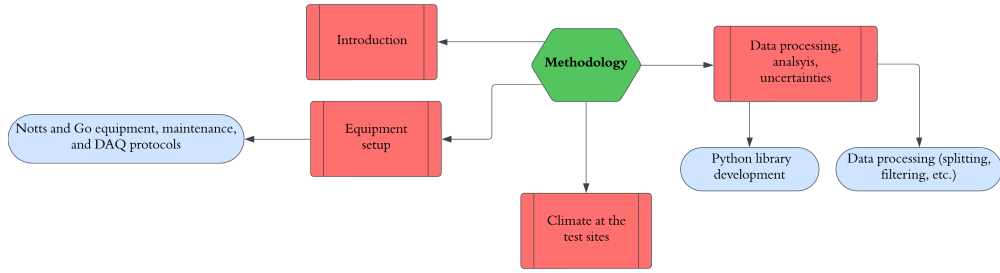 Introduction
Methodology
Data processing,
analsyis,
uncertainties
Notts and Go equipment, maintenance,
and DAQ protocols
Equipment
setup
Python library
development
Data processing (splitting,
filtering, etc.)
Climate at the
test sites